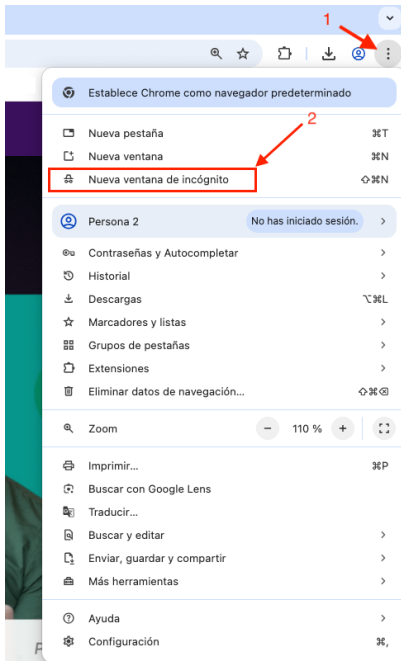 1
Establece Chrome como navegador predeterminado
2
Nueva pestaña ⌘T
Nueva ventana ⌘N
Nueva ventana de incógnito ⇧⌘N
Persona 2 No has iniciado sesión.
Contraseñas y Autocompletar
Historial
Descargas ⌥⌘L
Marcadores y listas
Grupos de pestañas
Extensiones
Eliminar datos de navegación... ⇧⌘⌫
Zoom − 110 % +
Imprimir... ⌘P
Buscar con Google Lens
Traducir...
Buscar y editar
Enviar, guardar y compartir
Más herramientas
Ayuda
Configuración ⌘,